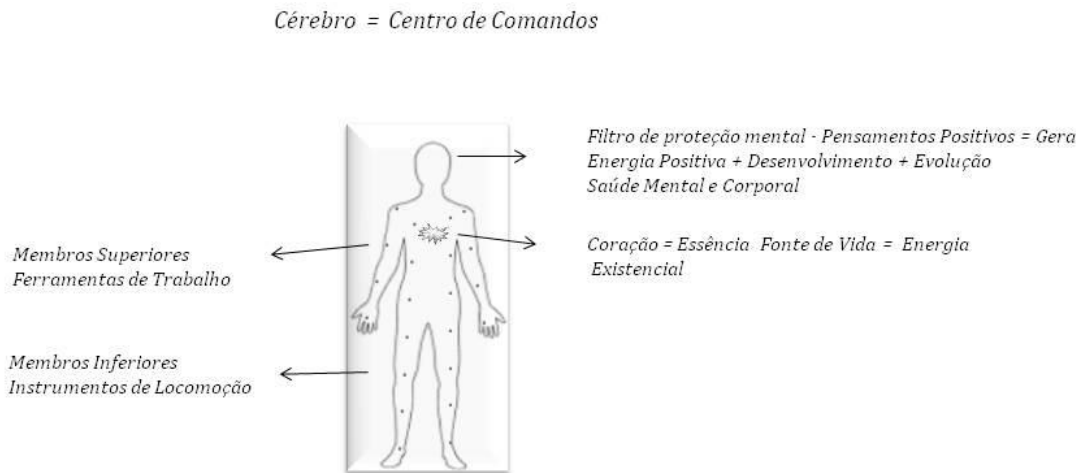 Cérebro = Centro de Comandos
Filtro de proteção mental - Pensamentos Positivos = Gera
Energia Positiva + Desenvolvimento + Evolução
Saúde Mental e Corporal
Coração = Essência Fonte de Vida = Energia
Existencial
Membros Superiores
Ferramentas de Trabalho
Membros Inferiores
Instrumentos de Locomoção